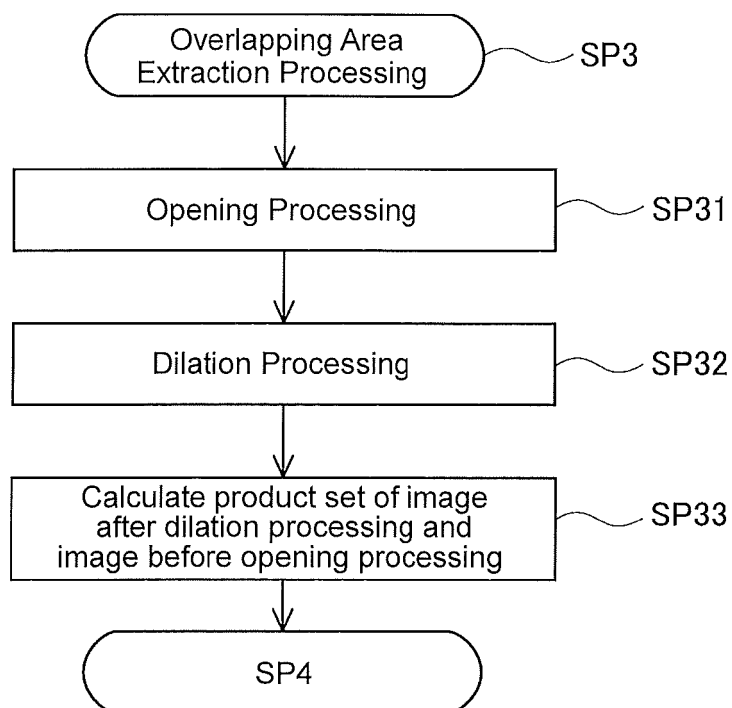 Overlapping Area
Extraction Processing
SP3
Opening Processing
SP31
Dilation Processing
SP32
Calculate product set of image
after dilation processing and
image before opening processing
SP33
SP4